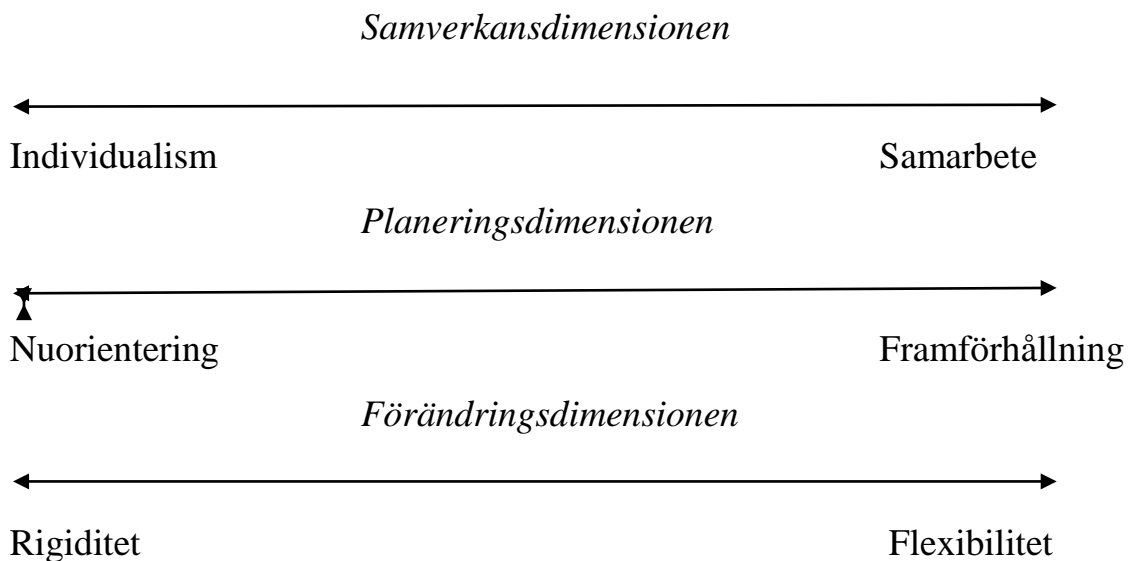 Samverkansdimensionen
Individualism Samarbete
Planeringsdimensionen
Nuorientering Framförhållning
Förändringsdimensionen
Rigiditet Flexibilitet